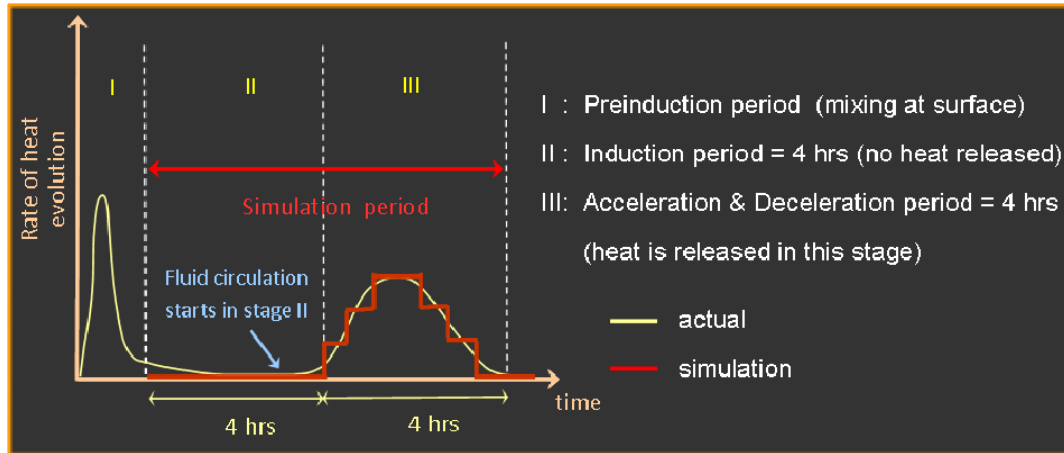 I
II
III
Rate of heat
evolution
Simulation period
Fluid circulation
starts in stage II
4 hrs
4 hrs
time
I : Preinduction period (mixing at surface)
II : Induction period = 4 hrs (no heat released)
III: Acceleration & Deceleration period = 4 hrs
(heat is released in this stage)
actual
simulation